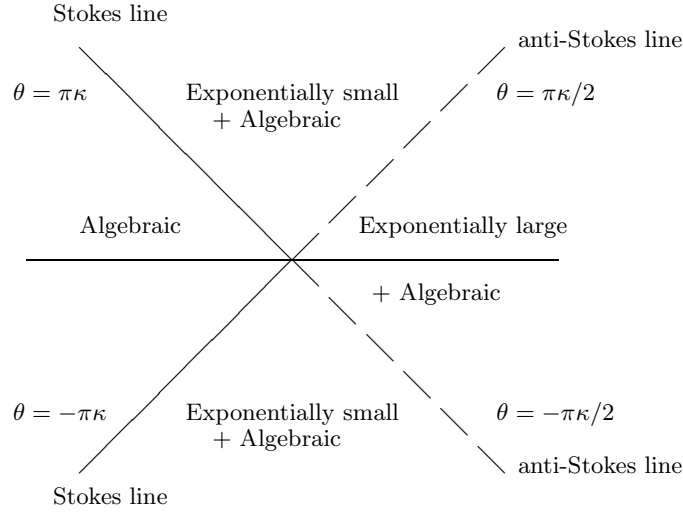 Stokes line
anti-Stokes line
θ = πκ
Exponentially small
+ Algebraic
θ = πκ/2
Algebraic
Exponentially large
+ Algebraic
θ = −πκ
Exponentially small
+ Algebraic
θ = −πκ/2
anti-Stokes line
Stokes line